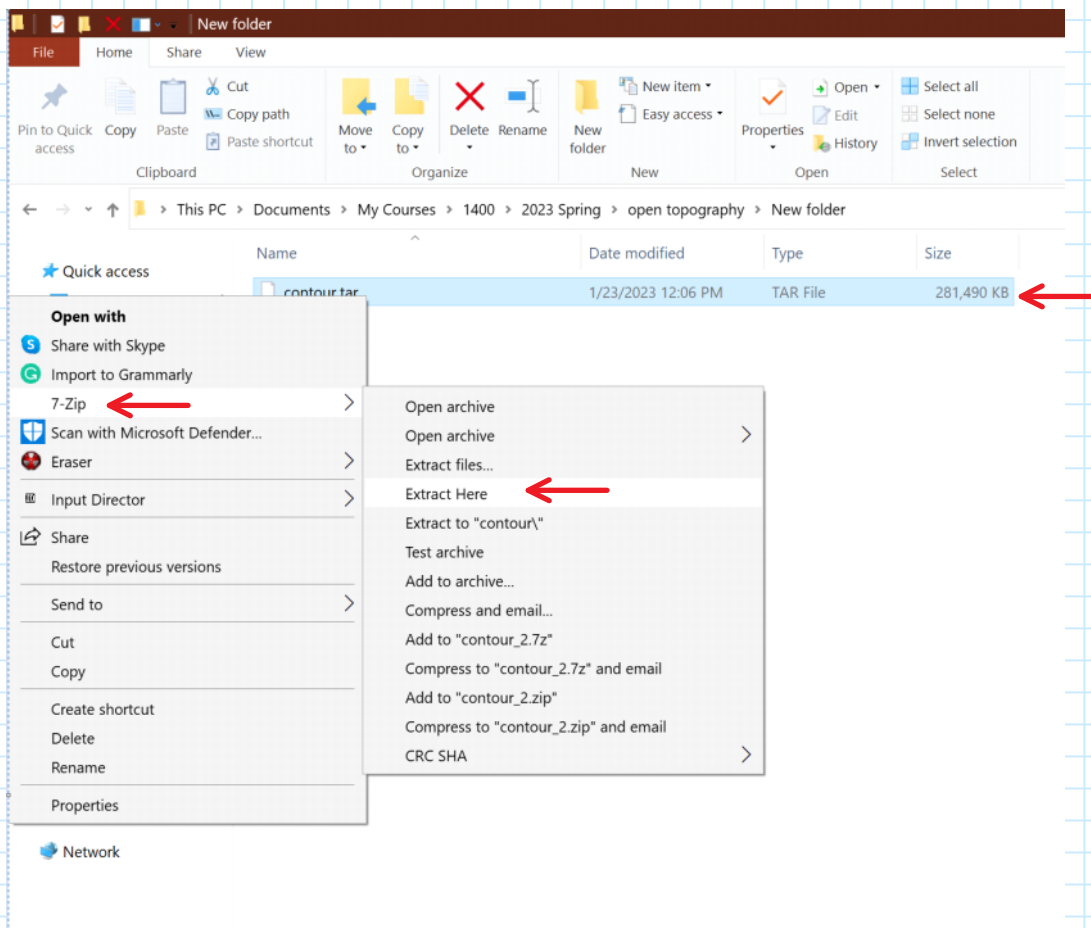 New folder
File Home Share View
Pin to Quick access
Copy
Paste
Cut
Copy path
Paste shortcut
Clipboard
Move to
Copy to
Delete
Rename
Organize
New folder
New item
Easy access
New
Properties
Open
Edit
History
Open
Select all
Select none
Invert selection
Select
This PC > Documents > My Courses > 1400 > 2023 Spring > open topography > New folder
Name Date modified Type Size
Quick access
contour.tar 1/23/2023 12:06 PM TAR File 281,490 KB
Open with
Share with Skype
Import to Grammarly
7-Zip
Scan with Microsoft Defender...
Eraser
Input Director
Share
Restore previous versions
Send to
Cut
Copy
Create shortcut
Delete
Rename
Properties
Open archive
Open archive
Extract files...
Extract Here
Extract to "contour\"
Test archive
Add to archive...
Compress and email...
Add to "contour_2.7z"
Compress to "contour_2.7z" and email
Add to "contour_2.zip"
Compress to "contour_2.zip" and email
CRC SHA
Network